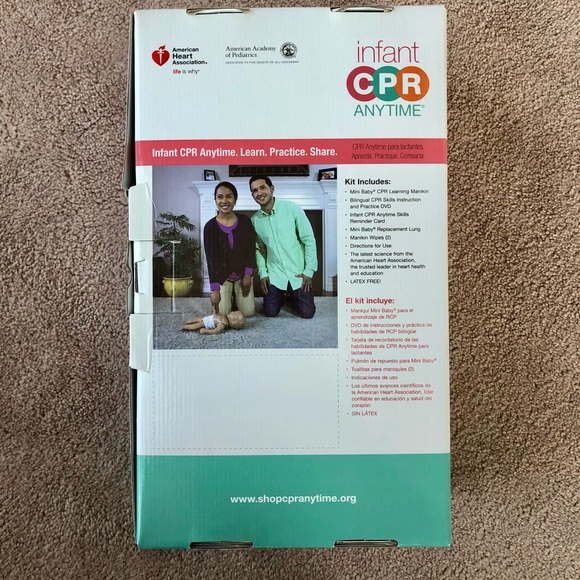 American
Heart
Association®
life is why®
American Academy
of Pediatrics
DEDICATED TO THE HEALTH OF ALL CHILDREN®
infant
CPR
ANYTIME®
Infant CPR Anytime. Learn. Practice. Share.
CPR Anytime para lactantes.
Aprenda. Practique. Comparta.
Kit Includes:
• Mini Baby® CPR Learning Manikin
• Bilingual CPR Skills Instruction
and Practice DVD
• Infant CPR Anytime Skills
Reminder Card
• Mini Baby® Replacement Lung
• Manikin Wipes (2)
• Directions for Use
• The latest science from the
American Heart Association,
the trusted leader in heart health
and education
• LATEX FREE!
El kit incluye:
• Maniquí Mini Baby® para el
aprendizaje de RCP
• DVD de instrucciones y práctica de
habilidades de RCP bilingüe
• Tarjeta de recordatorio de las
habilidades de CPR Anytime para
lactantes
• Pulmón de repuesto para Mini Baby®
• Toallitas para maniquíes (2)
• Indicaciones de uso
• Los últimos avances científicos de
la American Heart Association, líder
confiable en educación y salud del
corazón
• SIN LÁTEX
www.shopcpranytime.org